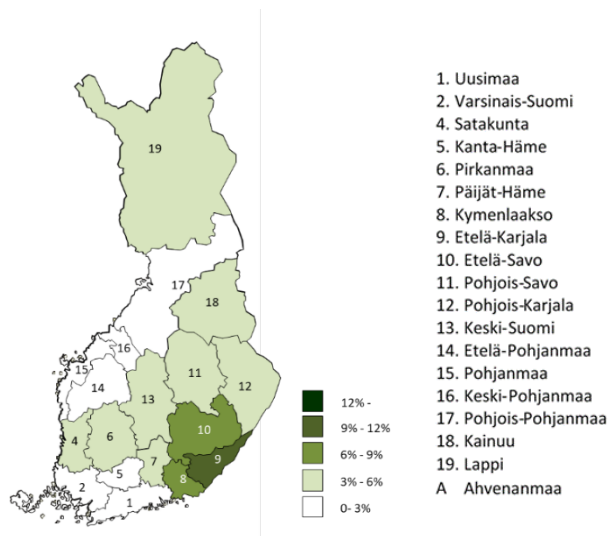 19
17
18
16
15
14
13
11
12
10
4
6
9
5
7
8
2
1
12% -
9% - 12%
6% - 9%
3% - 6%
0- 3%
1. Uusimaa
2. Varsinais-Suomi
4. Satakunta
5. Kanta-Häme
6. Pirkanmaa
7. Päijät-Häme
8. Kymenlaakso
9. Etelä-Karjala
10. Etelä-Savo
11. Pohjois-Savo
12. Pohjois-Karjala
13. Keski-Suomi
14. Etelä-Pohjanmaa
15. Pohjanmaa
16. Keski-Pohjanmaa
17. Pohjois-Pohjanmaa
18. Kainuu
19. Lappi
A Ahvenanmaa